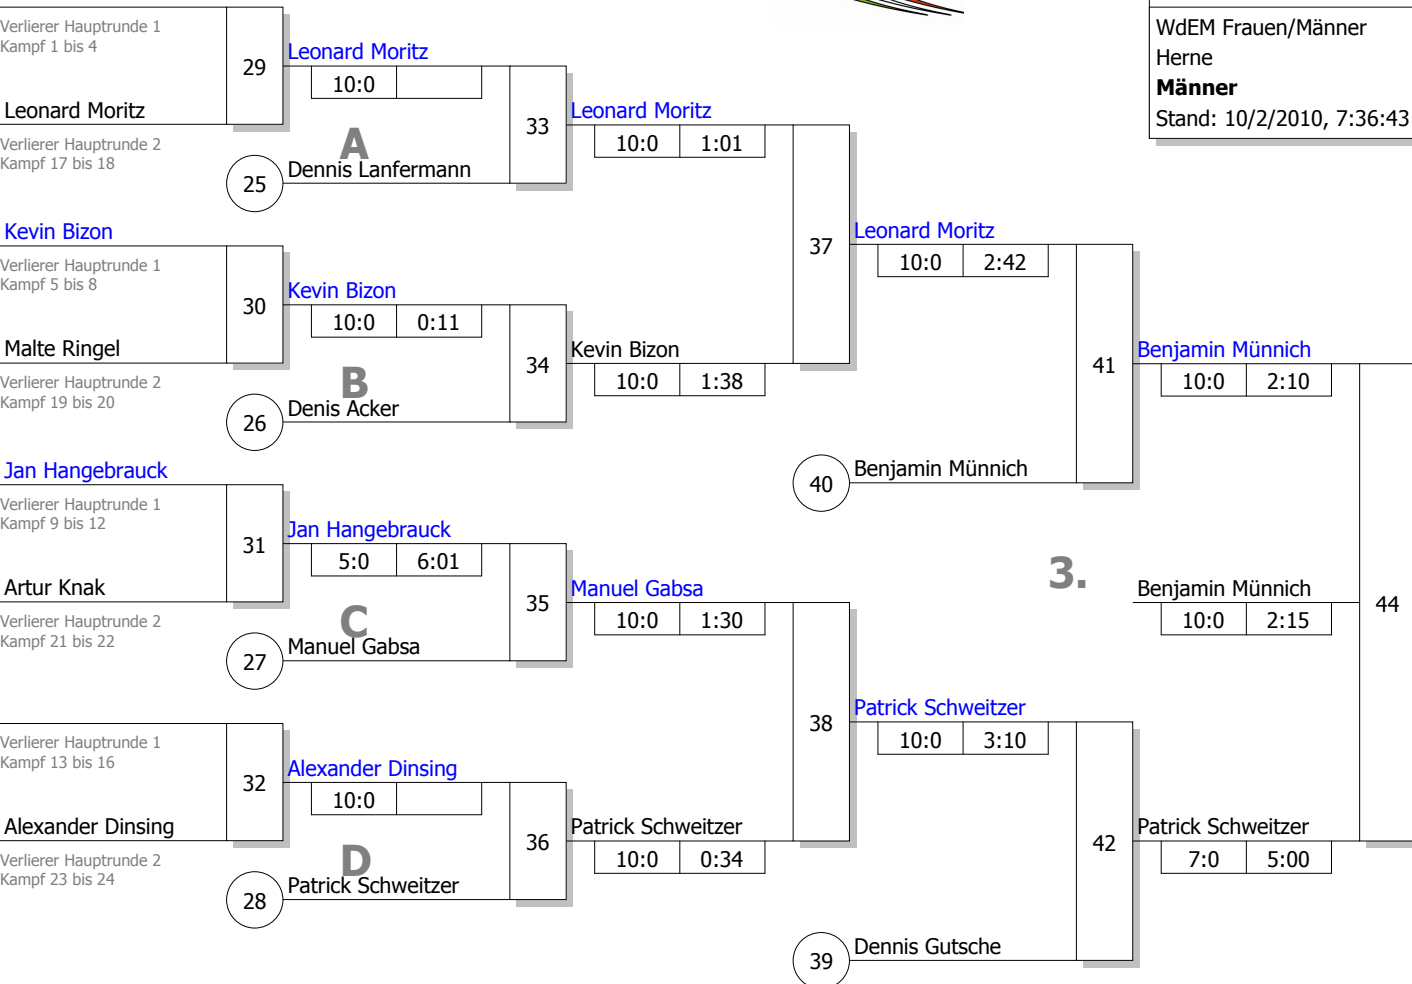 WdEM Frauen/Männer
Herne
Männer
Stand: 10/2/2010, 7:36:43
Verlierer Hauptrunde 1
Kampf 1 bis 4
29
Leonard Moritz
10:0
Leonard Moritz
Verlierer Hauptrunde 2
Kampf 17 bis 18
A
25
Dennis Lanfermann
33
Leonard Moritz
10:0 1:01
Kevin Bizon
Verlierer Hauptrunde 1
Kampf 5 bis 8
30
Kevin Bizon
10:0 0:11
Malte Ringel
Verlierer Hauptrunde 2
Kampf 19 bis 20
B
26
Denis Acker
34
Kevin Bizon
10:0 1:38
37
Leonard Moritz
10:0 2:42
40
Benjamin Münnich
41
Benjamin Münnich
10:0 2:10
Jan Hangebrauck
Verlierer Hauptrunde 1
Kampf 9 bis 12
31
Jan Hangebrauck
5:0 6:01
Artur Knak
Verlierer Hauptrunde 2
Kampf 21 bis 22
C
27
Manuel Gabsa
35
Manuel Gabsa
10:0 1:30
3.
Benjamin Münnich
10:0 2:15
44
Verlierer Hauptrunde 1
Kampf 13 bis 16
32
Alexander Dinsing
10:0
Alexander Dinsing
Verlierer Hauptrunde 2
Kampf 23 bis 24
D
28
Patrick Schweitzer
36
Patrick Schweitzer
10:0 0:34
38
Patrick Schweitzer
10:0 3:10
39
Dennis Gutsche
42
Patrick Schweitzer
7:0 5:00